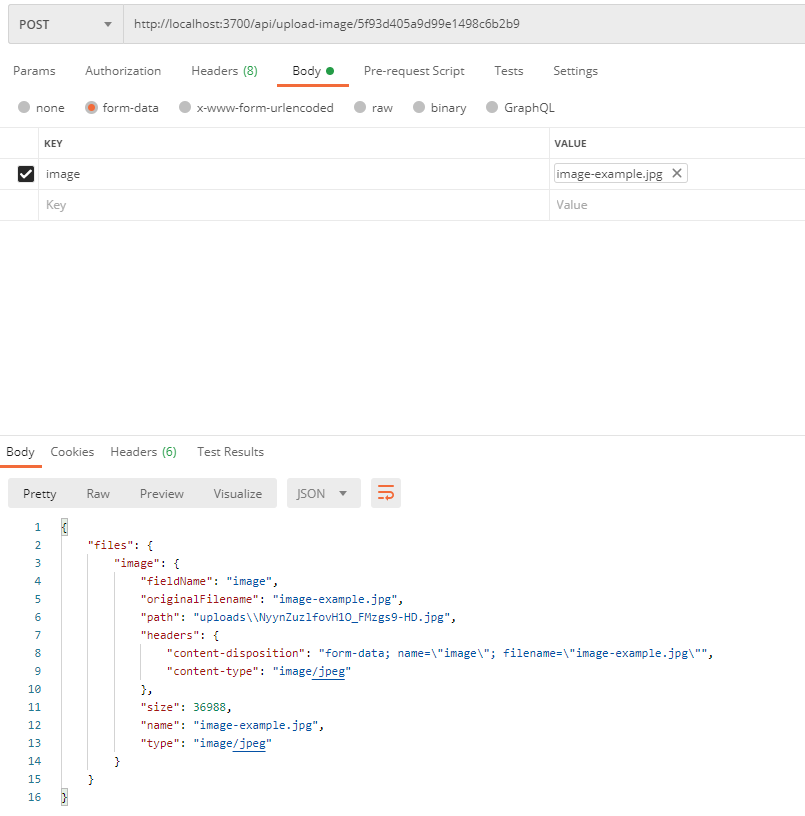 POST http://localhost:3700/api/upload-image/5f93d405a9d99e1498c6b2b9
Params Authorization Headers (8) Body Pre-request Script Tests Settings
none form-data x-www-form-urlencoded raw binary GraphQL
KEY VALUE
image image-example.jpg
Key Value
Body Cookies Headers (6) Test Results
Pretty Raw Preview Visualize JSON
1 {
2 "files": {
3 "image": {
4 "fieldName": "image",
5 "originalFilename": "image-example.jpg",
6 "path": "uploads\\NyynZuzlfovH1O_FMzgs9-HD.jpg",
7 "headers": {
8 "content-disposition": "form-data; name=\"image\"; filename=\"image-example.jpg\"",
9 "content-type": "image/jpeg"
10 },
11 "size": 36988,
12 "name": "image-example.jpg",
13 "type": "image/jpeg"
14 }
15 }
16 }